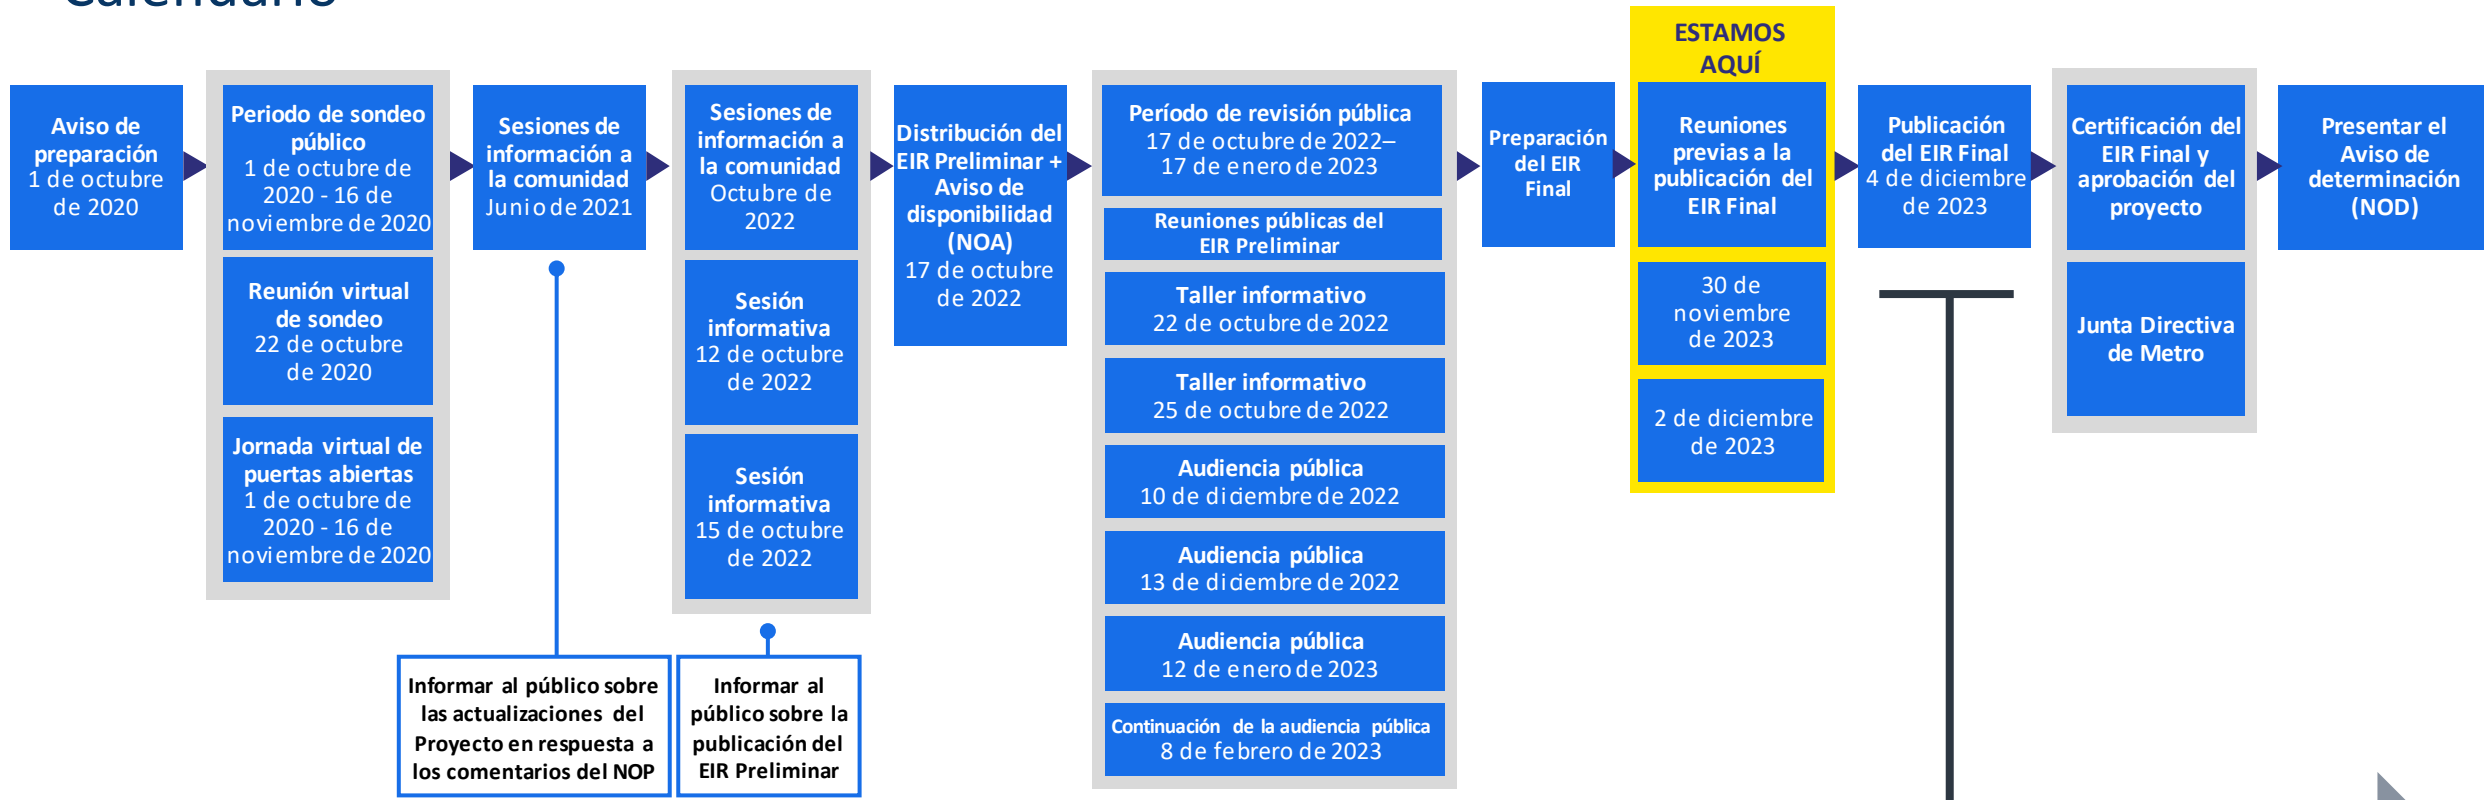 Calendario
Aviso de
preparación
1 de octubre
de 2020
Periodo de sondeo
público
1 de octubre de
2020 - 16 de
noviembre de 2020
Reunión virtual
de sondeo
22 de octubre
de 2020
Jornada virtual de
puertas abiertas
1 de octubre de
2020 - 16 de
noviembre de 2020
Sesiones de
información a
la comunidad
Junio de 2021
Informar al público sobre
las actualizaciones del
Proyecto en respuesta a
los comentarios del NOP
Sesiones de
información a
la comunidad
Octubre de
2022
Sesión
informativa
12 de octubre
de 2022
Sesión
informativa
15 de octubre
de 2022
Informar al
público sobre la
publicación del
EIR Preliminar
Distribución del
EIR Preliminar +
Aviso de
disponibilidad
(NOA)
17 de octubre
de 2022
Período de revisión pública
17 de octubre de 2022–
17 de enero de 2023
Reuniones públicas del
EIR Preliminar
Taller informativo
22 de octubre de 2022
Taller informativo
25 de octubre de 2022
Audiencia pública
10 de diciembre de 2022
Audiencia pública
13 de diciembre de 2022
Audiencia pública
12 de enero de 2023
Continuación de la audiencia pública
8 de febrero de 2023
Preparación
del EIR
Final
ESTAMOS
AQUÍ
Reuniones
previas a la
publicación del
EIR Final
30 de
noviembre
de 2023
2 de diciembre
de 2023
Publicación
del EIR Final
4 de diciembre
de 2023
Certificación del
EIR Final y
aprobación del
proyecto
Junta Directiva
de Metro
Presentar el
Aviso de
determinación
(NOD)